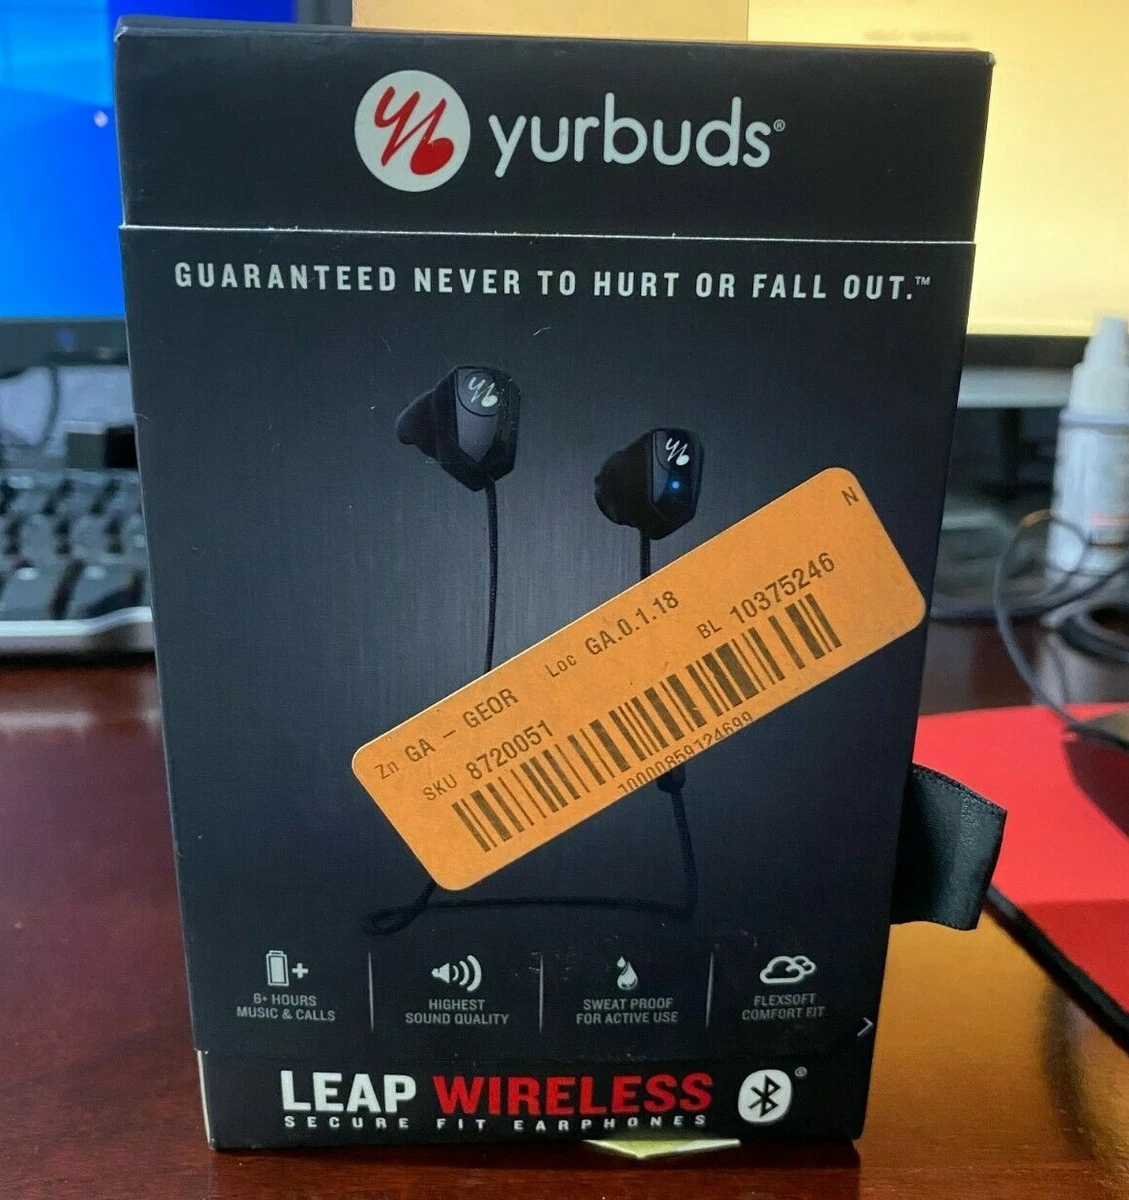 yurbuds®
GUARANTEED NEVER TO HURT OR FALL OUT.™
N
Zn GA - GEOR Loc GA.0.1.18 BL 10375246
SKU 8720051
10000859124699
6+ HOURS
MUSIC & CALLS
HIGHEST
SOUND QUALITY
SWEAT PROOF
FOR ACTIVE USE
FLEXSOFT
COMFORT FIT
LEAP WIRELESS ®
SECURE FIT EARPHONES